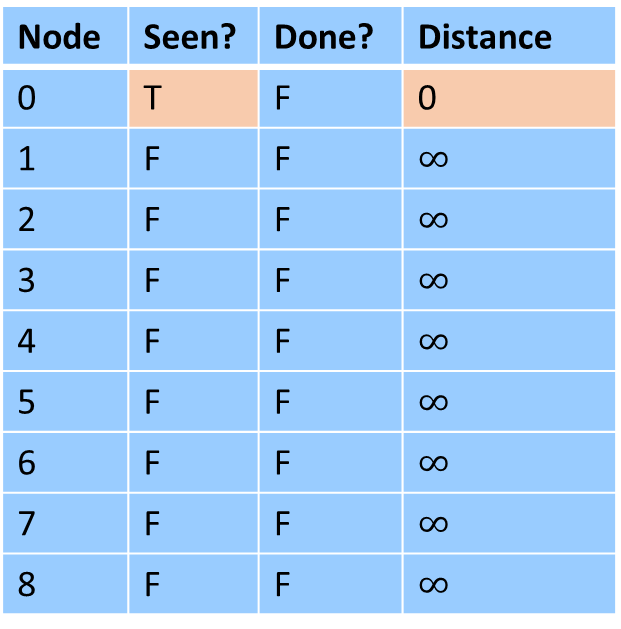 Node Seen? Done? Distance
0 T F 0
1 F F ∞
2 F F ∞
3 F F ∞
4 F F ∞
5 F F ∞
6 F F ∞
7 F F ∞
8 F F ∞